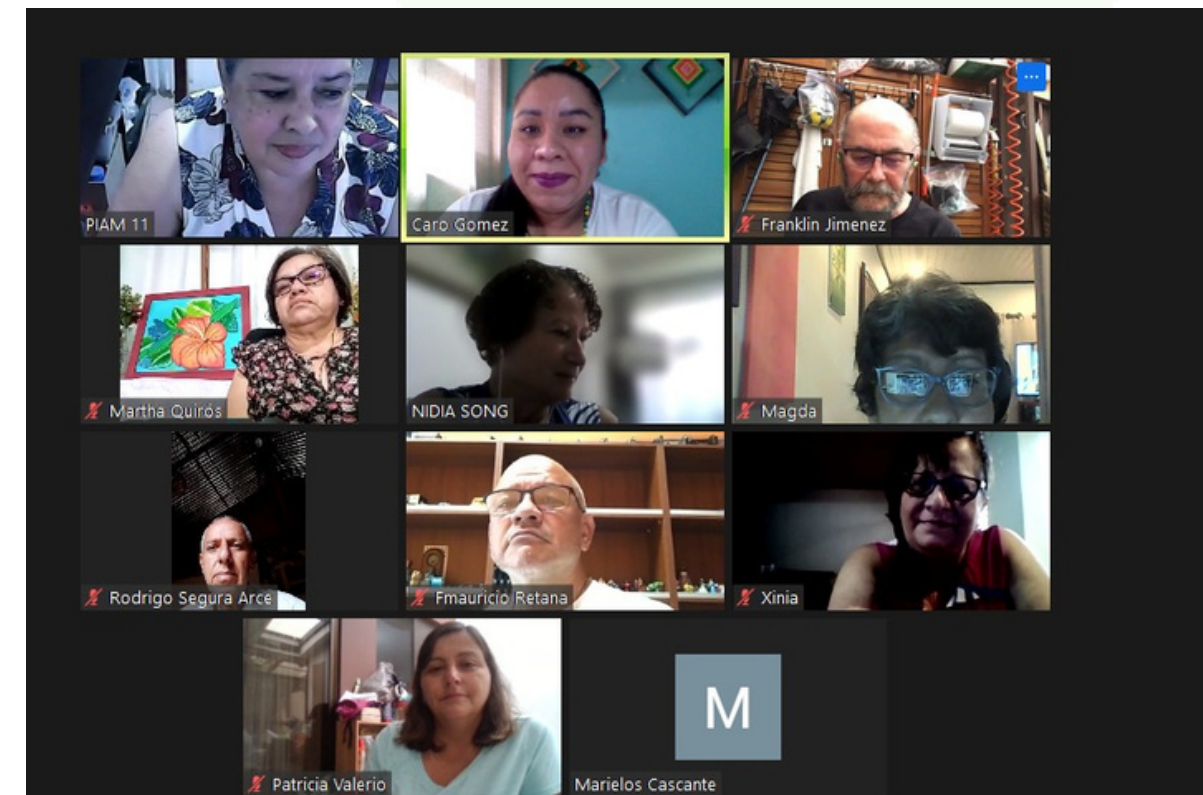 PIAM 11
Caro Gomez
Franklin Jimenez
Martha Quirós
NIDIA SONG
Magda
Rodrigo Segura Arce
Fmauricio Retana
Xinia
Patricia Valerio
M
Marielos Cascante